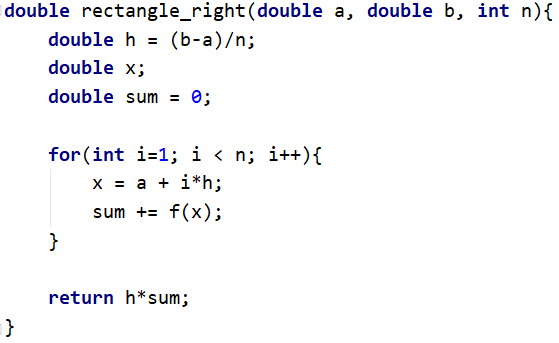 double rectangle_right(double a, double b, int n){
    double h = (b-a)/n;
    double x;
    double sum = 0;

    for(int i=1; i < n; i++){
        x = a + i*h;
        sum += f(x);
    }

    return h*sum;
}